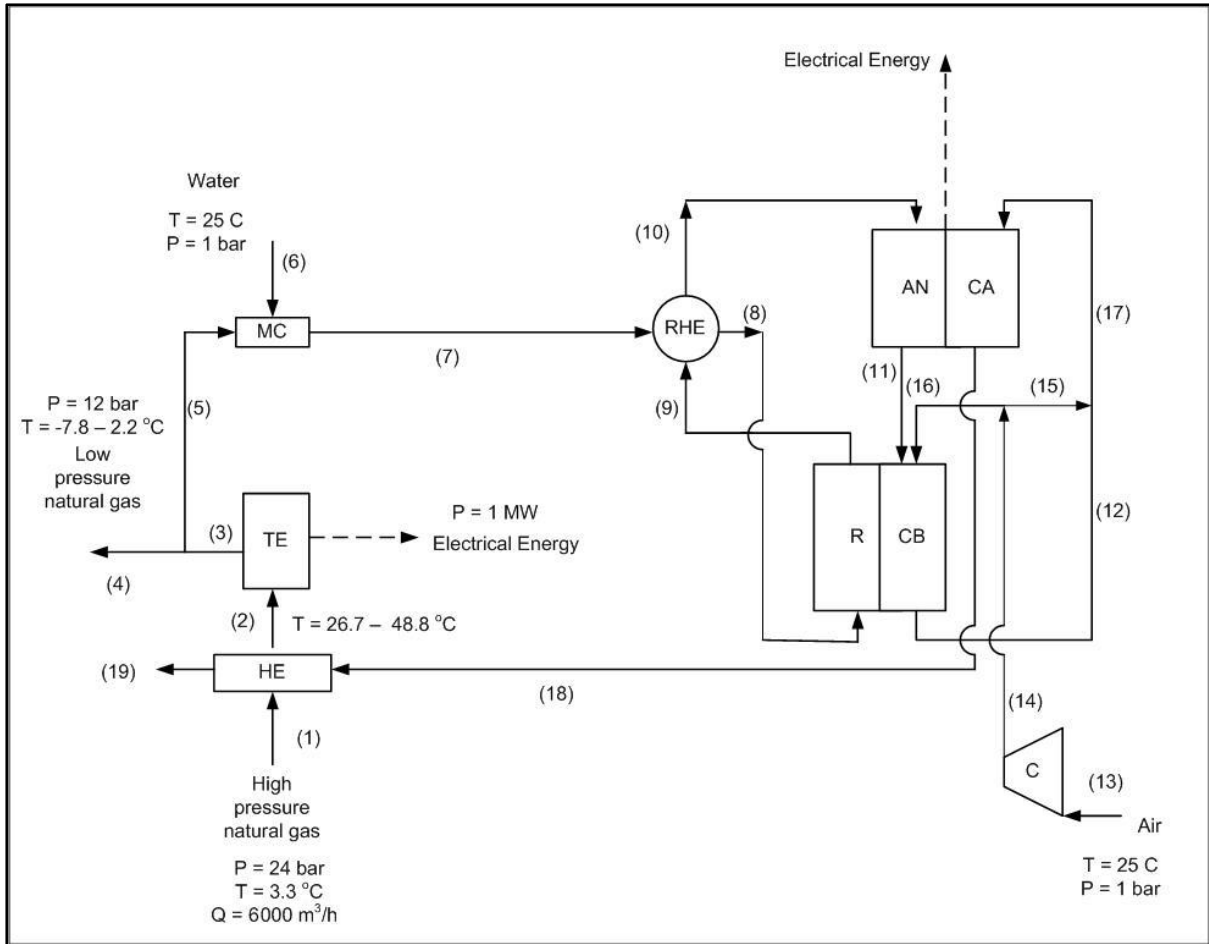 Electrical Energy
Water
T = 25 C
P = 1 bar
(6)
(10)
AN
CA
MC
RHE
(8)
(17)
(7)
(11)
(16)
(15)
P = 12 bar
T = -7.8 – 2.2 °C
Low
pressure
natural gas
(5)
(9)
(3)
TE
P = 1 MW
Electrical Energy
R
CB
(12)
(4)
(2)
T = 26.7 – 48.8 °C
(19)
HE
(18)
(14)
(1)
C
(13)
High
pressure
natural gas
Air
P = 24 bar
T = 3.3 °C
Q = 6000 m³/h
T = 25 C
P = 1 bar